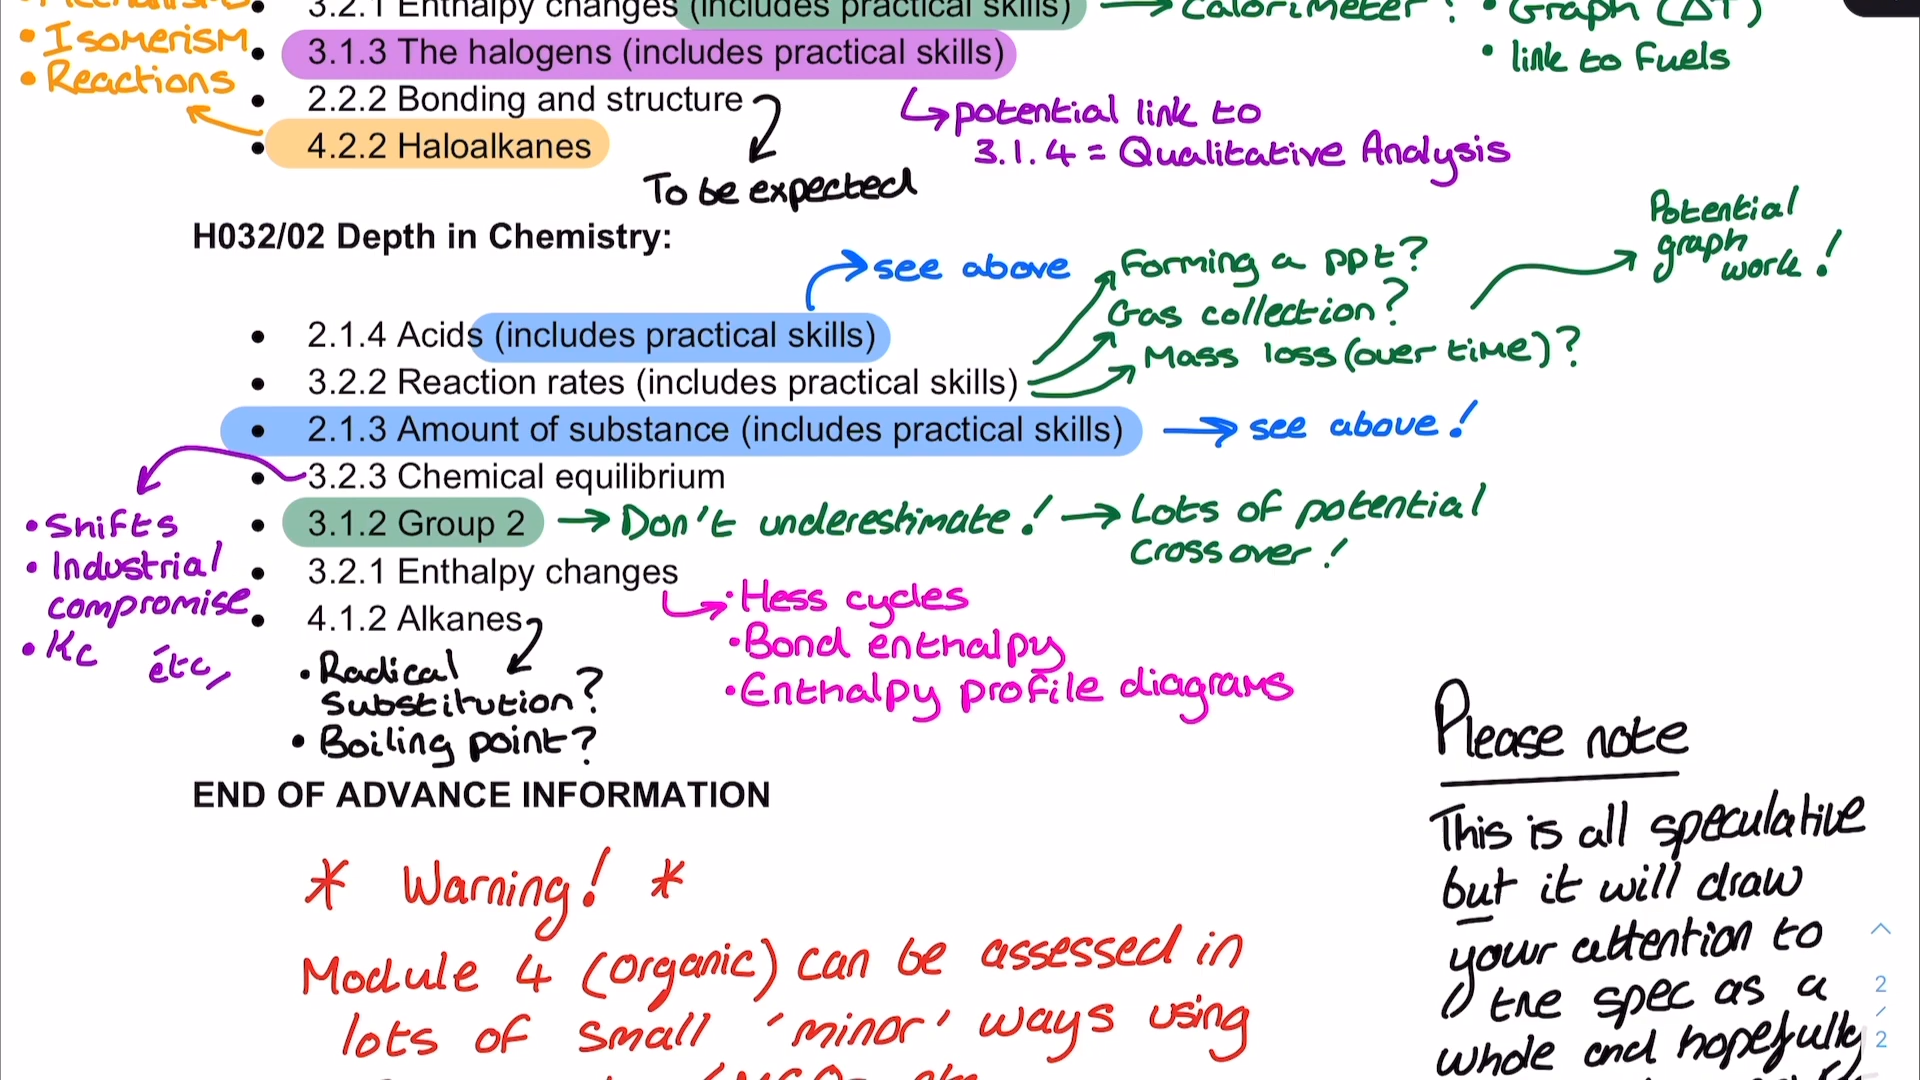 3.2.1 Enthalpy changes (includes practical skills)
• Graph (ΔT)
• Isomerism
• 3.1.3 The halogens (includes practical skills)
• link to Fuels
• Reactions
• 2.2.2 Bonding and structure
potential link to
3.1.4 = Qualitative Analysis
• 4.2.2 Haloalkanes
To be expected
H032/02 Depth in Chemistry:
see above
Forming a ppt?
Gas collection?
Mass loss (over time)?
Potential
graph
work!
• 2.1.4 Acids (includes practical skills)
• 3.2.2 Reaction rates (includes practical skills)
• 2.1.3 Amount of substance (includes practical skills)
see above!
• 3.2.3 Chemical equilibrium
• Shifts
• Industrial
compromise
• Kc etc,
• 3.1.2 Group 2
Don't underestimate!
Lots of potential
crossover!
• 3.2.1 Enthalpy changes
• Hess cycles
• Bond enthalpy
• Enthalpy profile diagrams
• 4.1.2 Alkanes
• Radical
substitution?
• Boiling point?
END OF ADVANCE INFORMATION
* Warning! *
Module 4 (organic) can be assessed in
lots of small 'minor' ways using
Please note
This is all speculative
but it will draw
your attention to
the spec as a
whole and hopefully
2
/
2